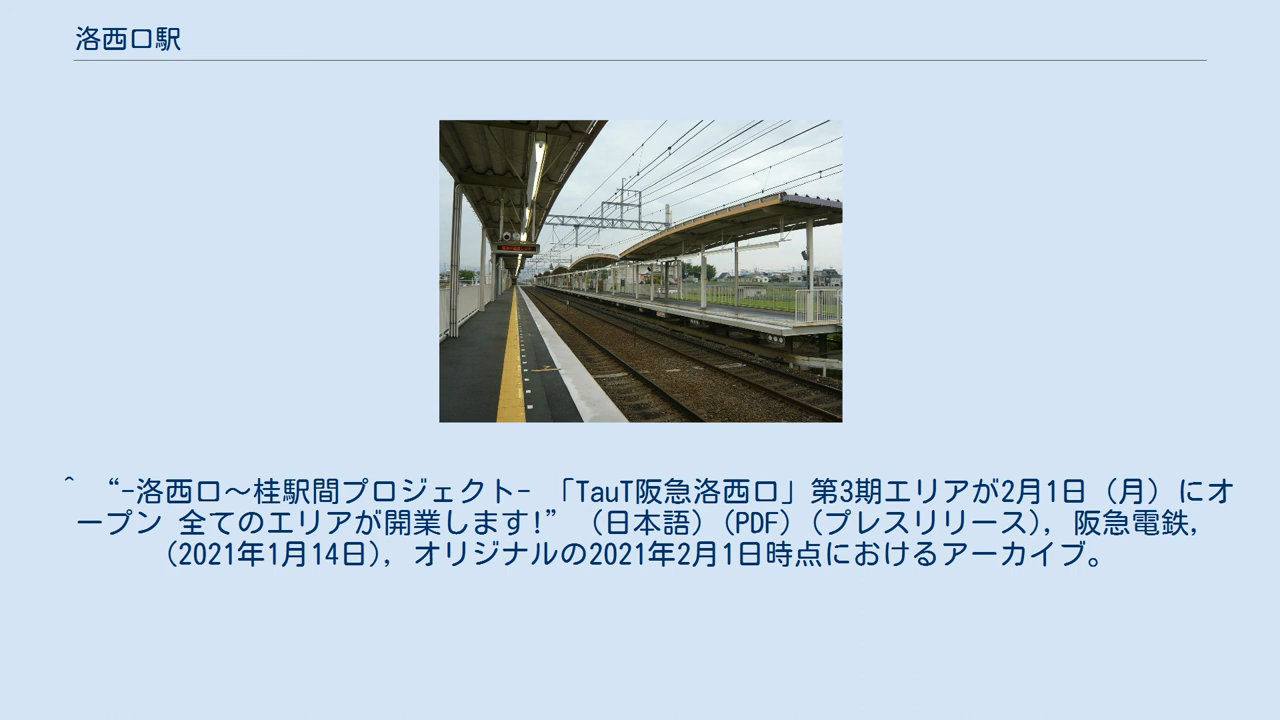 洛西口駅
^ “-洛西口〜桂駅間プロジェクト- 「TauT阪急洛西口」第3期エリアが2月1日（月）にオ
ープン 全てのエリアが開業します!” （日本語）（PDF）（プレスリリース）, 阪急電鉄,
（2021年1月14日）, オリジナルの2021年2月1日時点におけるアーカイブ。